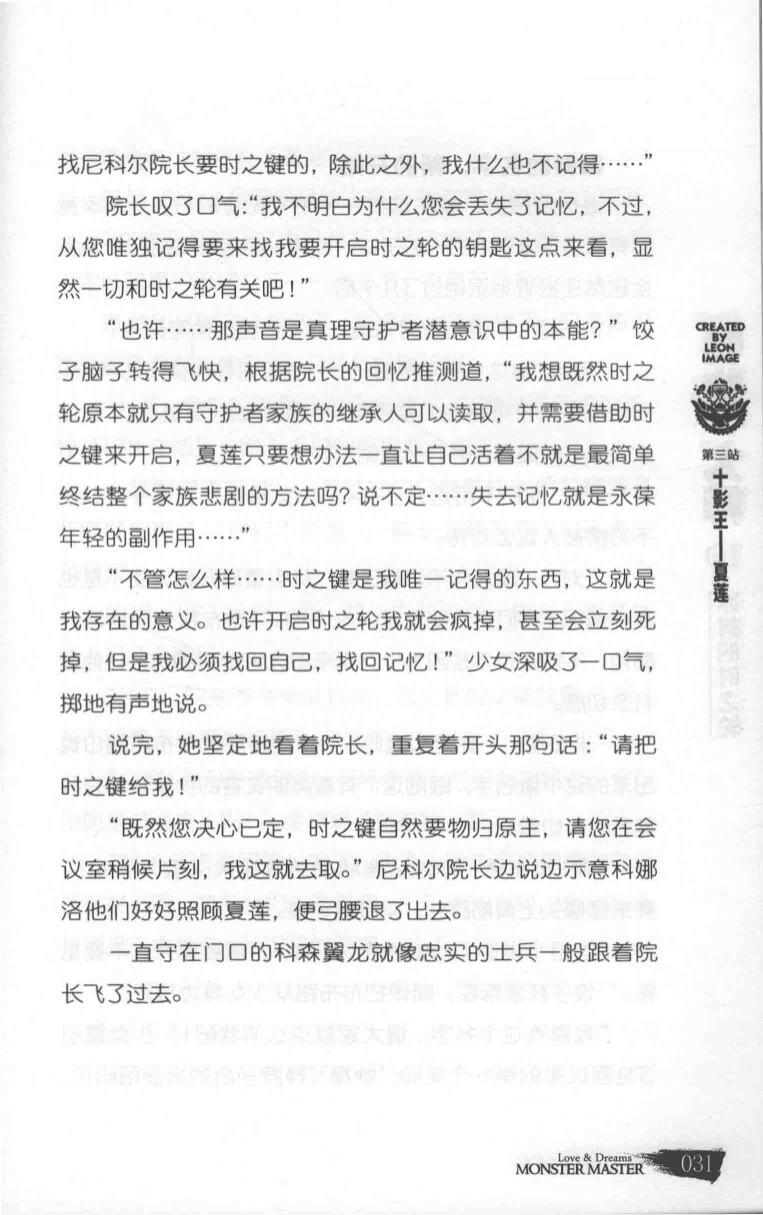 找尼科尔院长要时之键的，除此之外，我什么也不记得……”
院长叹了口气：“我不明白为什么您会丢失了记忆，不过，
从您唯独记得要来找我要开启时之轮的钥匙这点来看，显
然一切和时之轮有关吧！”
“也许……那声音是真理守护者潜意识中的本能？”饺
子脑子转得飞快，根据院长的回忆推测道，“我想既然时之
轮原本就只有守护者家族的继承人可以读取，并需要借助时
之键来开启，夏莲只要想办法一直让自己活着不就是最简单
终结整个家族悲剧的方法吗？说不定……失去记忆就是永葆
年轻的副作用……”
“不管怎么样……时之键是我唯一记得的东西，这就是
我存在的意义。也许开启时之轮我就会疯掉，甚至会立刻死
掉，但是我必须找回自己，找回记忆！”少女深吸了一口气，
掷地有声地说。
说完，她坚定地看着院长，重复着开头那句话：“请把
时之键给我！”
“既然您决心已定，时之键自然要物归原主，请您在会
议室稍候片刻，我这就去取。”尼科尔院长边说边示意科娜
洛他们好好照顾夏莲，便弓腰退了出去。
一直守在门口的科森翼龙就像忠实的士兵一般跟着院
长飞了过去。
CREATED
BY
LEON
IMAGE
第三站
十影王——夏莲
Love & Dreams
MONSTER MASTER
031